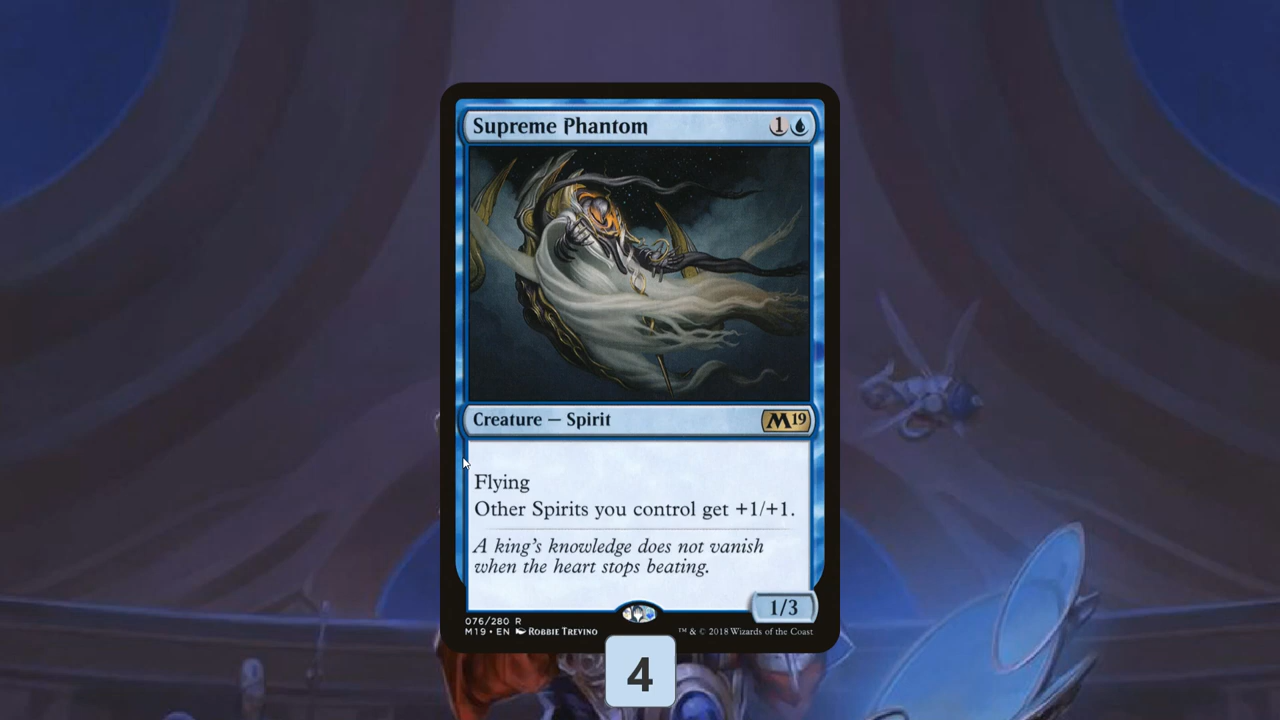 Supreme Phantom 1
Creature — Spirit M19
Flying
Other Spirits you control get +1/+1.
A king's knowledge does not vanish
when the heart stops beating.
1/3
076/280 R
M19 • EN Robbie Trevino ™ & © 2018 Wizards of the Coast
4